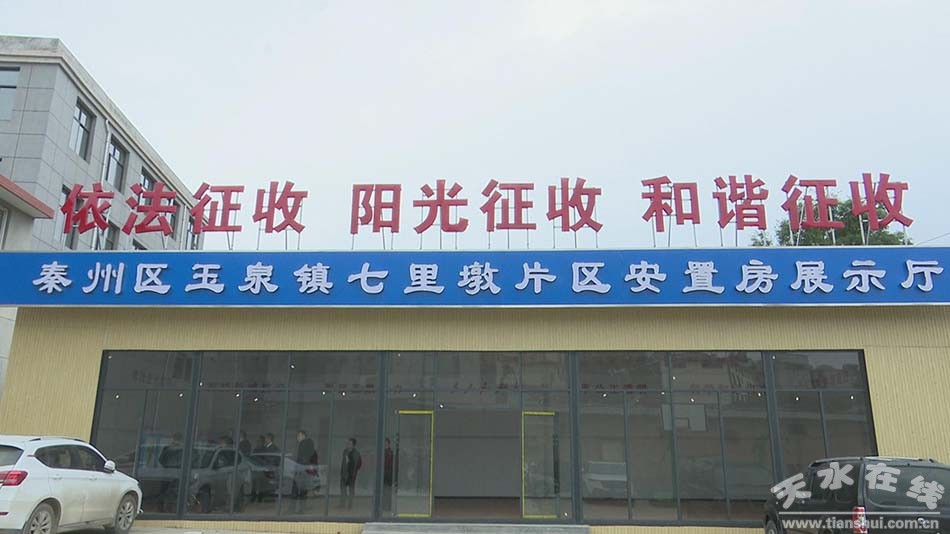 依法征收 阳光征收 和谐征收
秦州区玉泉镇七里墩片区安置房展示厅
天水在线
www.tianshui.com.cn